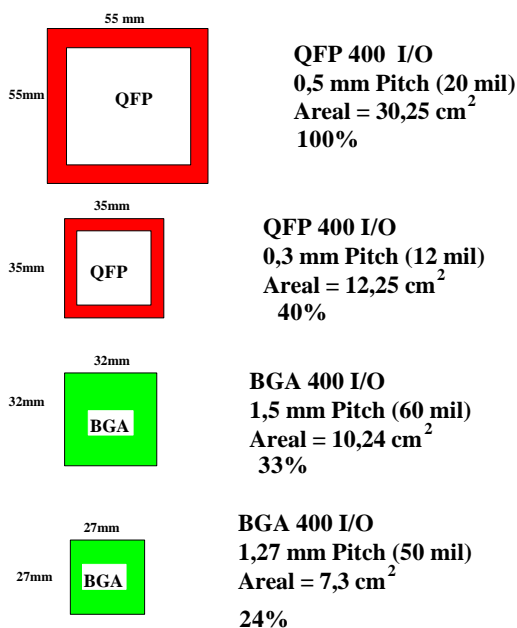 55 mm
55mm
QFP
QFP 400 I/O
0,5 mm Pitch (20 mil)
Areal = 30,25 cm²
100%
35mm
35mm
QFP
QFP 400 I/O
0,3 mm Pitch (12 mil)
Areal = 12,25 cm²
40%
32mm
32mm
BGA
BGA 400 I/O
1,5 mm Pitch (60 mil)
Areal = 10,24 cm²
33%
27mm
27mm
BGA
BGA 400 I/O
1,27 mm Pitch (50 mil)
Areal = 7,3 cm²
24%